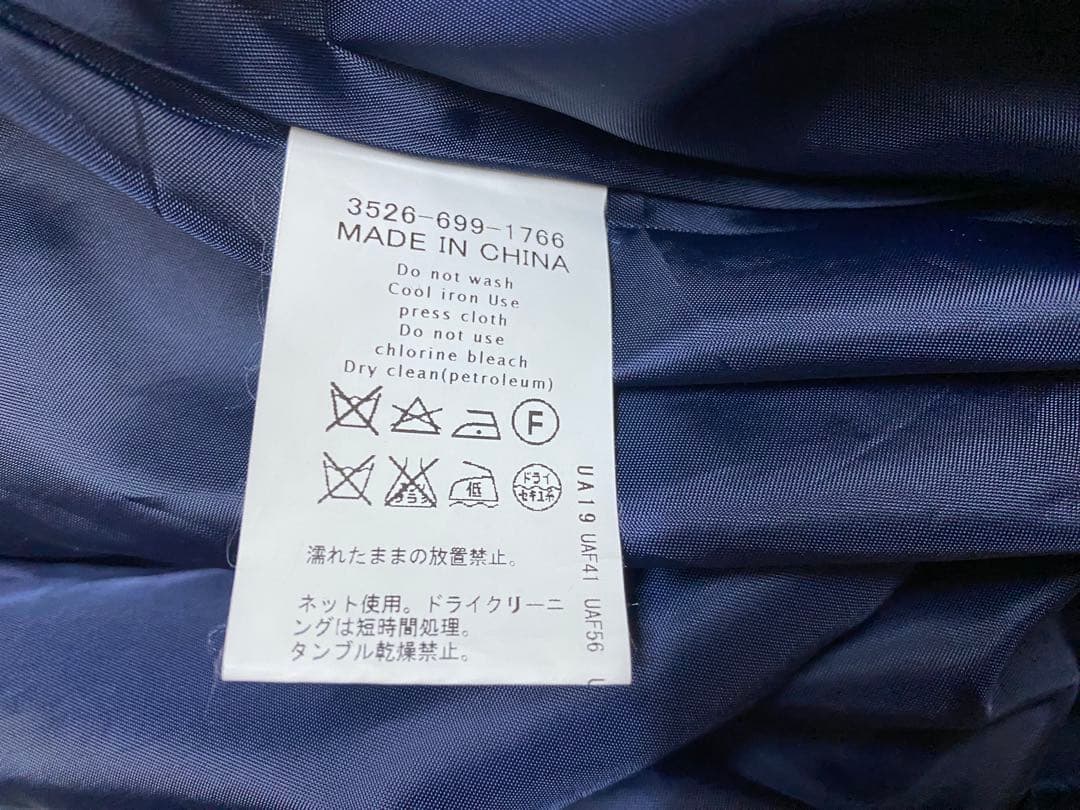 3526-699-1766
MADE IN CHINA
Do not wash
Cool iron Use
press cloth
Do not use
chlorine bleach
Dry clean(petroleum)
F
低
ドライ
セキユ系
濡れたままの放置禁止。
ネット使用。ドライクリーニ
ングは短時間処理。
タンブル乾燥禁止。
UA19 UAF41 UAF56